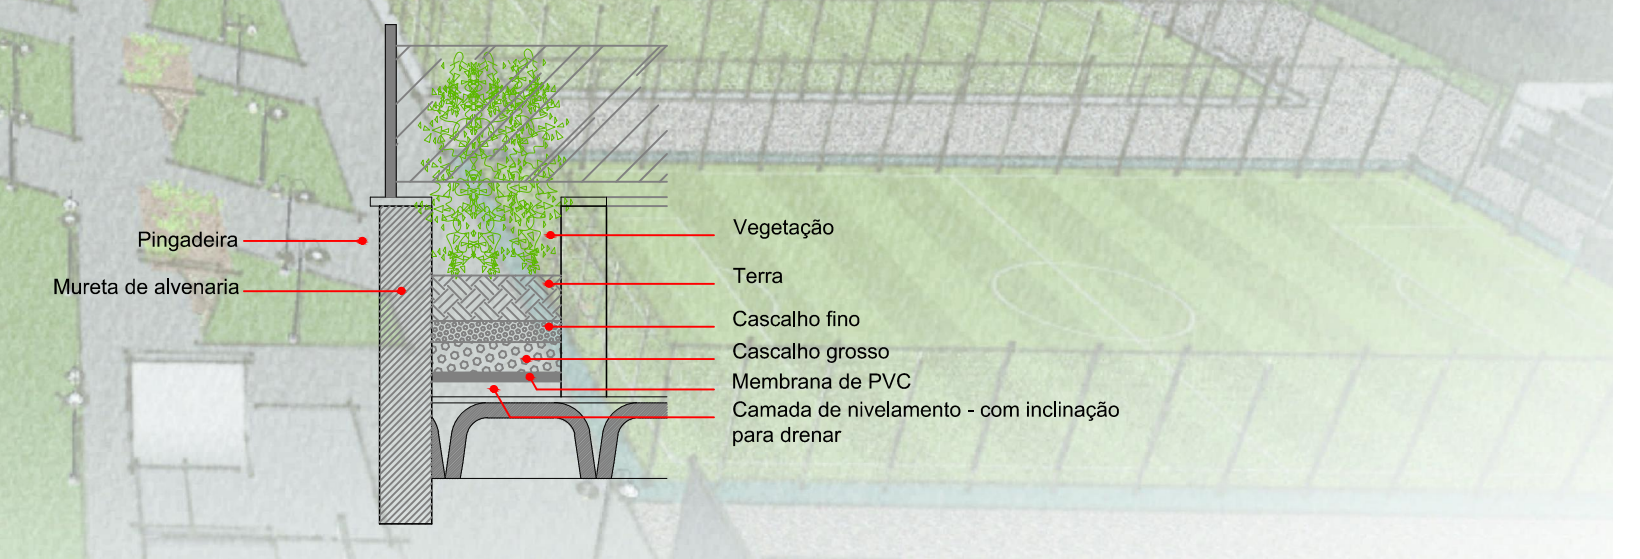 Pingadeira
Mureta de alvenaria
Vegetação
Terra
Cascalho fino
Cascalho grosso
Membrana de PVC
Camada de nivelamento - com inclinação
para drenar